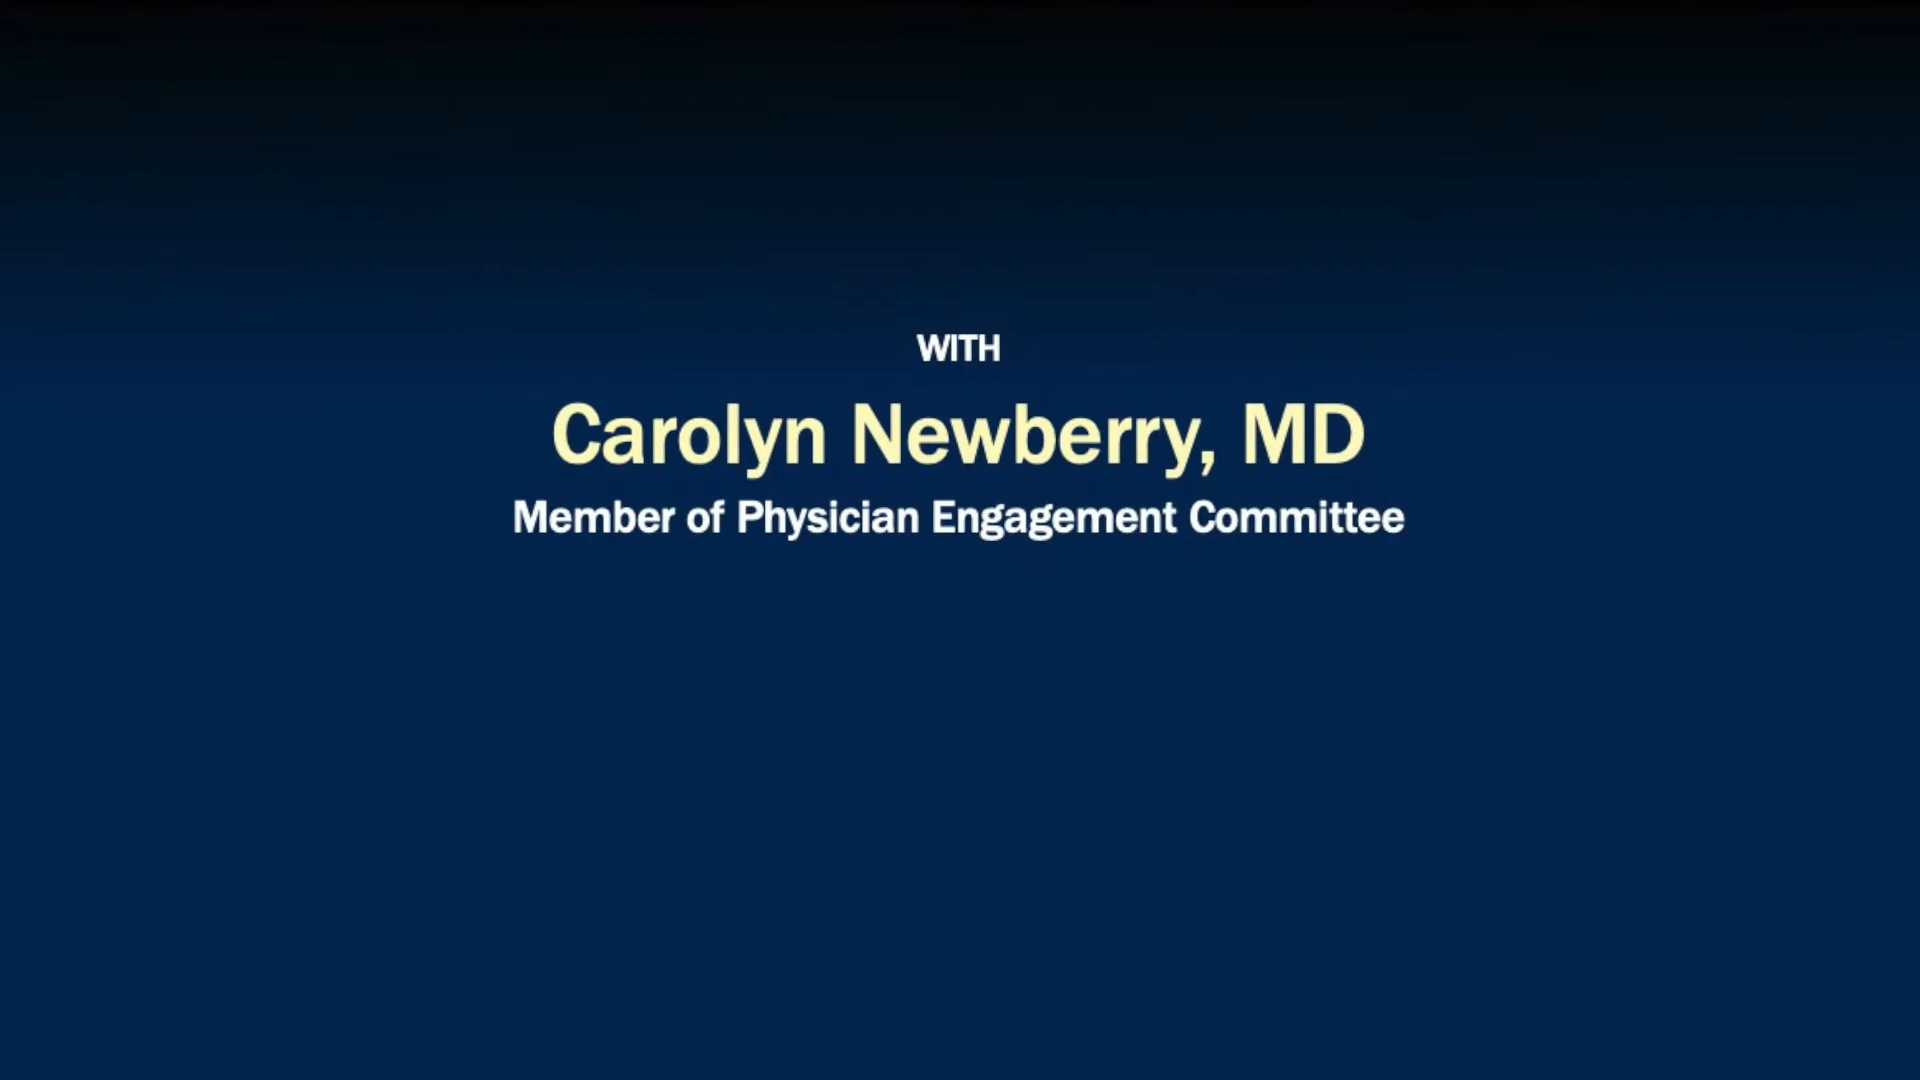 WITH
Carolyn Newberry, MD
Member of Physician Engagement Committee